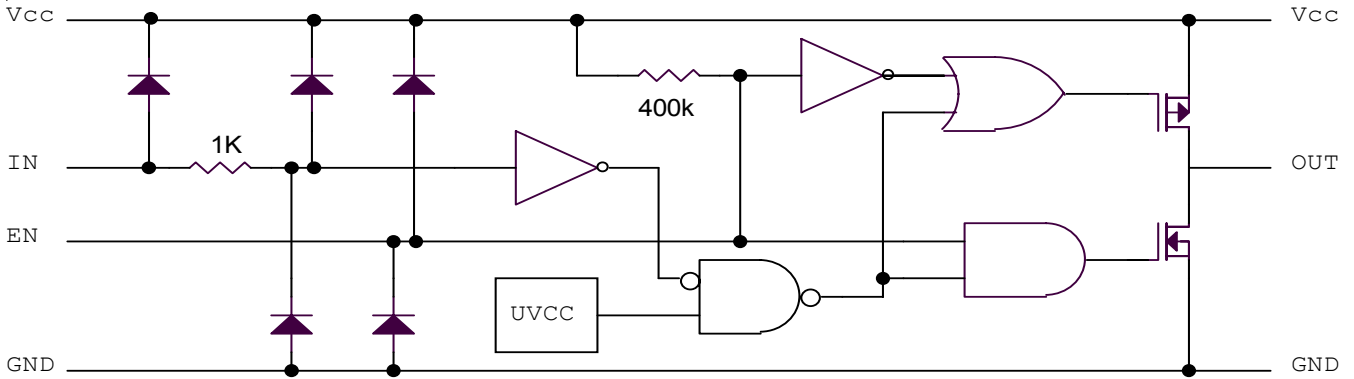 Vcc
Vcc
400k
1K
IN
OUT
EN
UVCC
GND
GND